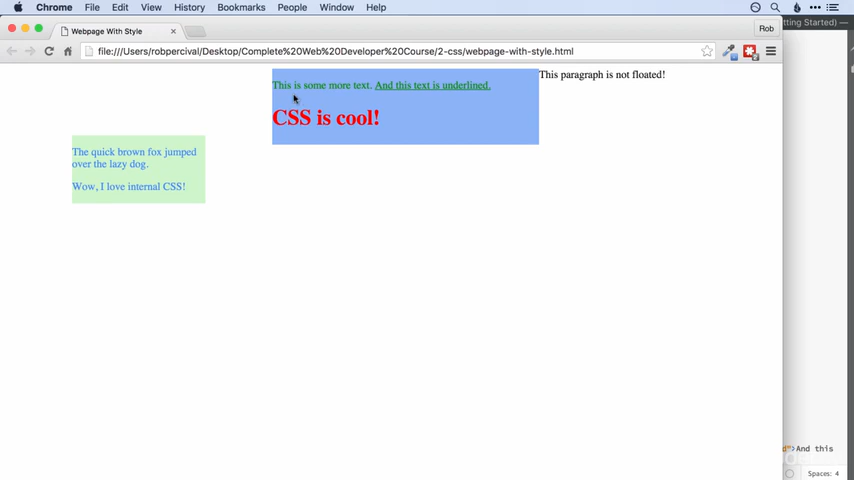 Chrome File Edit View History Bookmarks People Window Help
tting Started) —
Webpage With Style
Rob
file:///Users/robpercival/Desktop/Complete%20Web%20Developer%20Course/2-css/webpage-with-style.html
This is some more text. And this text is underlined.
This paragraph is not floated!
CSS is cool!
The quick brown fox jumped
over the lazy dog.
Wow, I love internal CSS!
d">And this
Spaces: 4